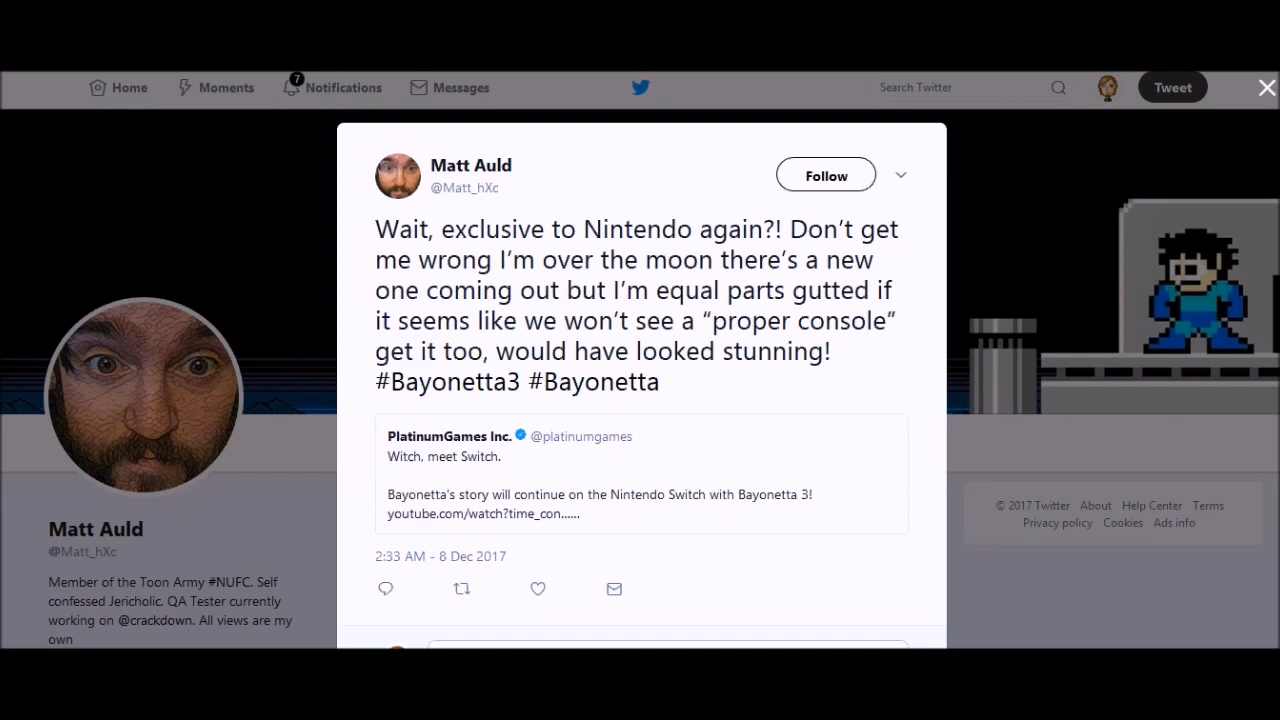 Home
Moments
7
Notifications
Messages
Search Twitter
Tweet
Matt Auld
@Matt_hXc
Follow
Wait, exclusive to Nintendo again?! Don’t get
me wrong I’m over the moon there’s a new
one coming out but I’m equal parts gutted if
it seems like we won’t see a “proper console”
get it too, would have looked stunning!
#Bayonetta3 #Bayonetta
PlatinumGames Inc. @platinumgames
Witch, meet Switch.
Bayonetta's story will continue on the Nintendo Switch with Bayonetta 3!
youtube.com/watch?time_con......
2:33 AM - 8 Dec 2017
Matt Auld
@Matt_hXc
Member of the Toon Army #NUFC. Self
confessed Jericholic. QA Tester currently
working on @crackdown. All views are my
own
© 2017 Twitter About Help Center Terms
Privacy policy Cookies Ads info